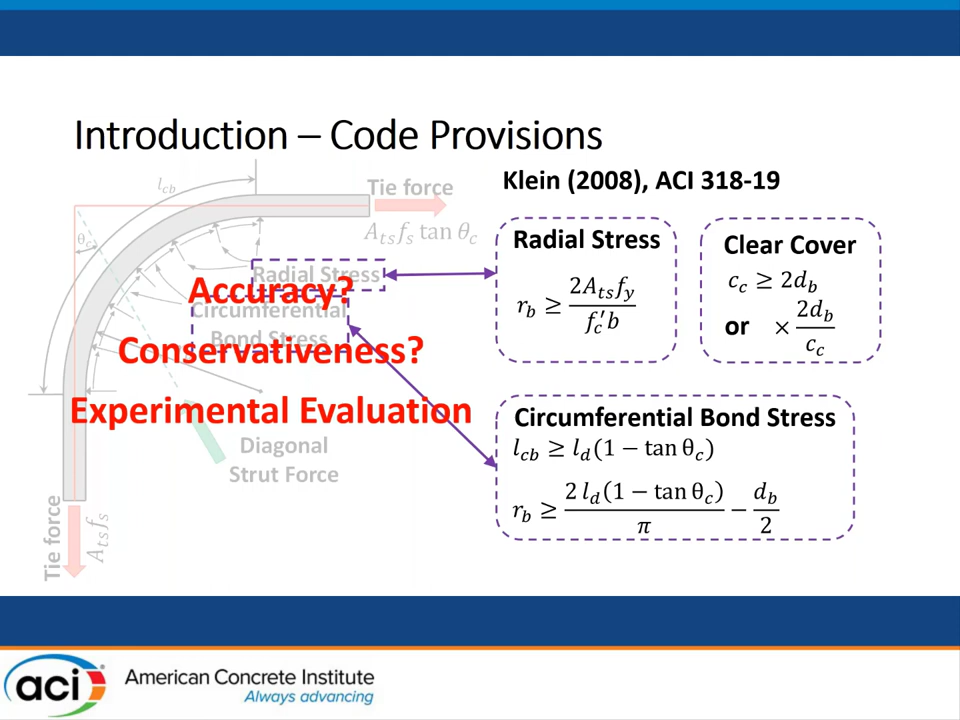 Introduction – Code Provisions
l_cb
Tie force
A_ts f_s tan θ_c
θ_c
Radial Stress
Circumferential
Bond Stress
Accuracy?
Conservativeness?
Experimental Evaluation
Diagonal
Strut Force
Tie force
A_ts f_s
Klein (2008), ACI 318-19
Radial Stress
r_b ≥ 2A_ts f_y / f_c′ b
Clear Cover
c_c ≥ 2d_b
or × 2d_b / c_c
Circumferential Bond Stress
l_cb ≥ l_d(1 − tan θ_c)
r_b ≥ 2 l_d(1 − tan θ_c) / π − d_b / 2
aci
American Concrete Institute
Always advancing